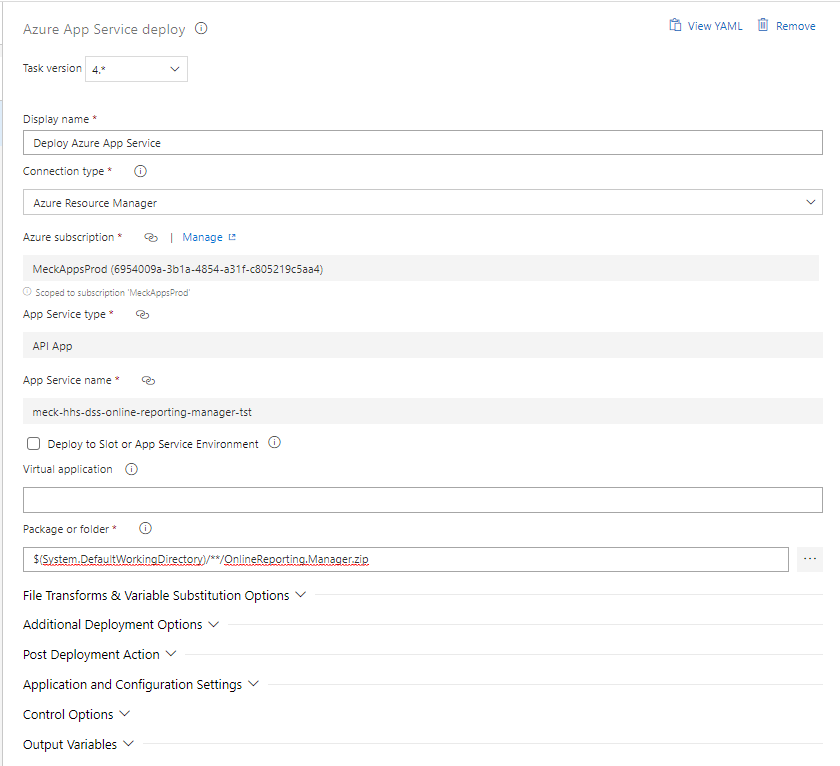 Azure App Service deploy
View YAML
Remove
Task version
4.*
Display name *
Deploy Azure App Service
Connection type *
Azure Resource Manager
Azure subscription * | Manage
MeckAppsProd (6954009a-3b1a-4854-a31f-c805219c5aa4)
Scoped to subscription 'MeckAppsProd'
App Service type *
API App
App Service name *
meck-hhs-dss-online-reporting-manager-tst
Deploy to Slot or App Service Environment
Virtual application
Package or folder *
$(System.DefaultWorkingDirectory)/**/OnlineReporting.Manager.zip
...
File Transforms & Variable Substitution Options
Additional Deployment Options
Post Deployment Action
Application and Configuration Settings
Control Options
Output Variables